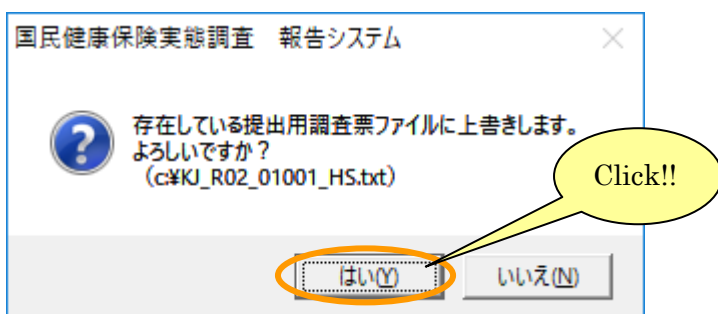 国民健康保険実態調査　報告システム
存在している提出用調査票ファイルに上書きします。
よろしいですか？
（c:¥KJ_R02_01001_HS.txt）
Click!!
はい(Y)
いいえ(N)